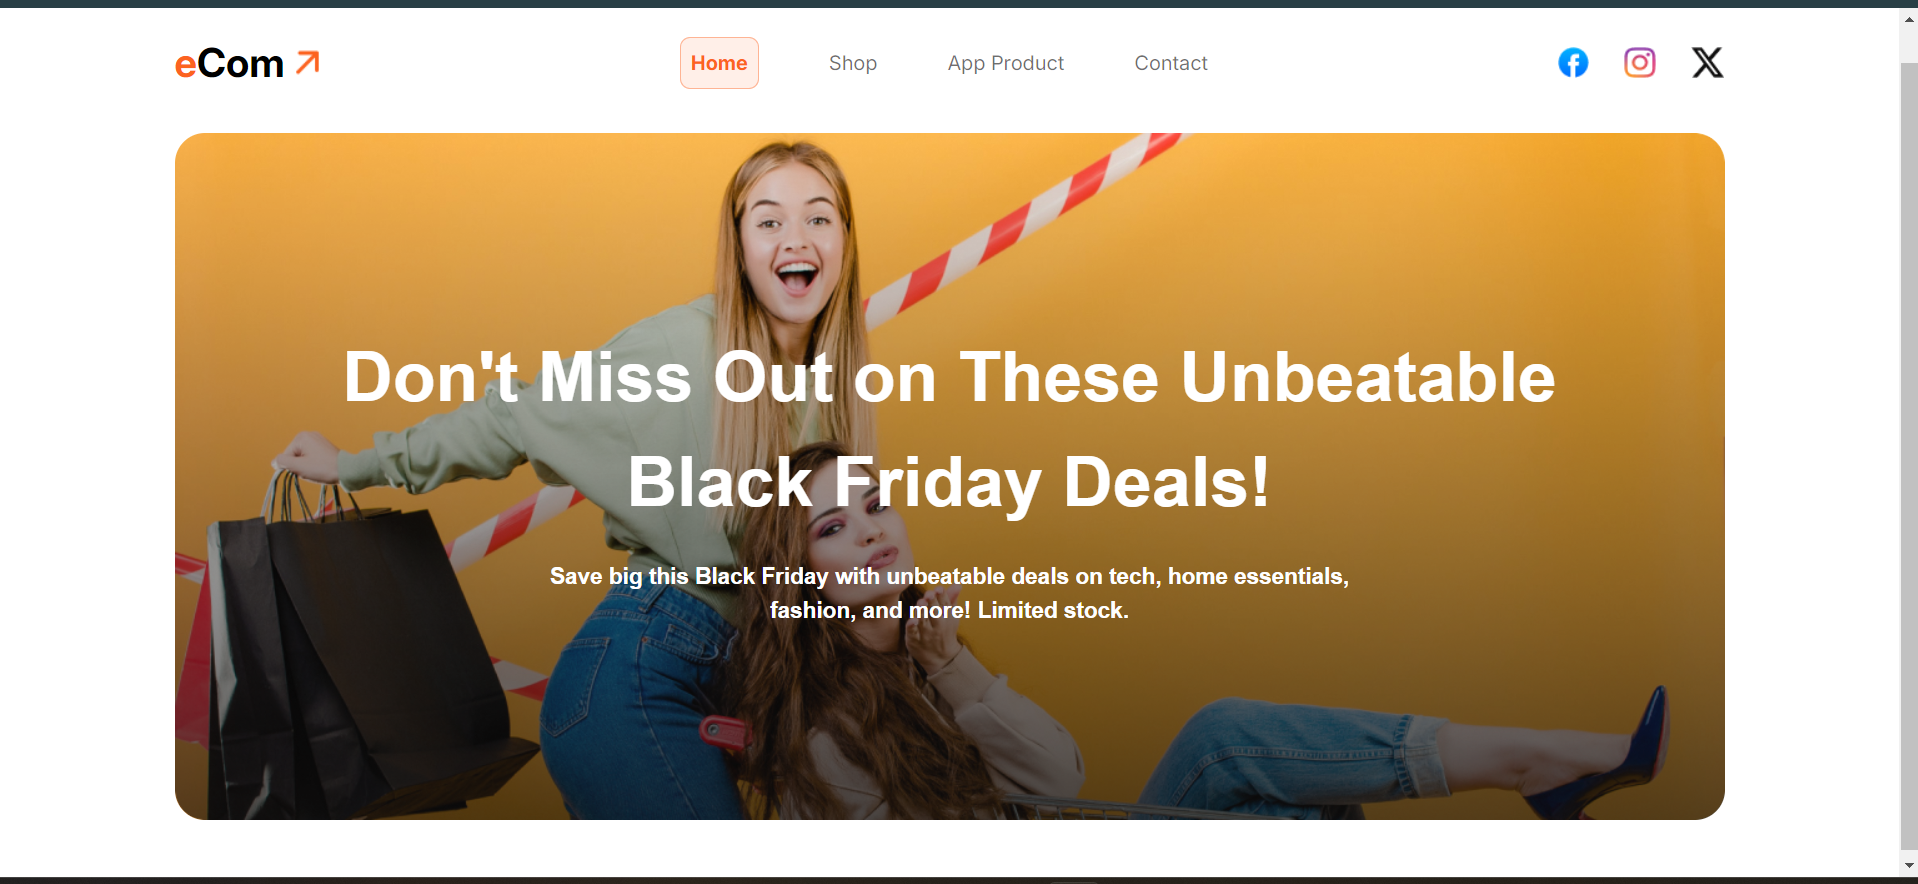 eCom
Home
Shop
App Product
Contact
Don't Miss Out on These Unbeatable
Black Friday Deals!
Save big this Black Friday with unbeatable deals on tech, home essentials,
fashion, and more! Limited stock.